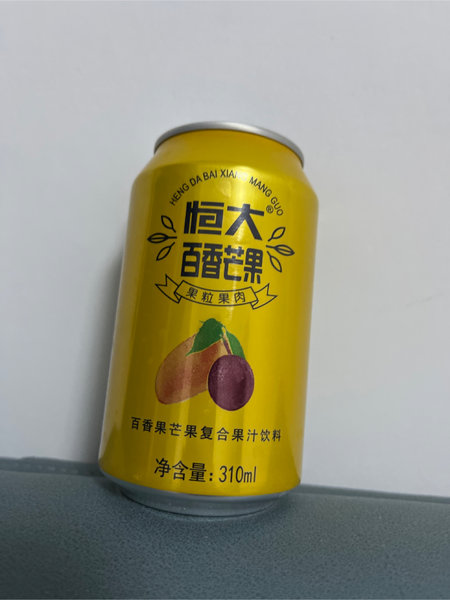 HENG DA BAI XIANG MANG GUO
恒大®
百香芒果
果粒果肉
百香果芒果复合果汁饮料
净含量:310ml